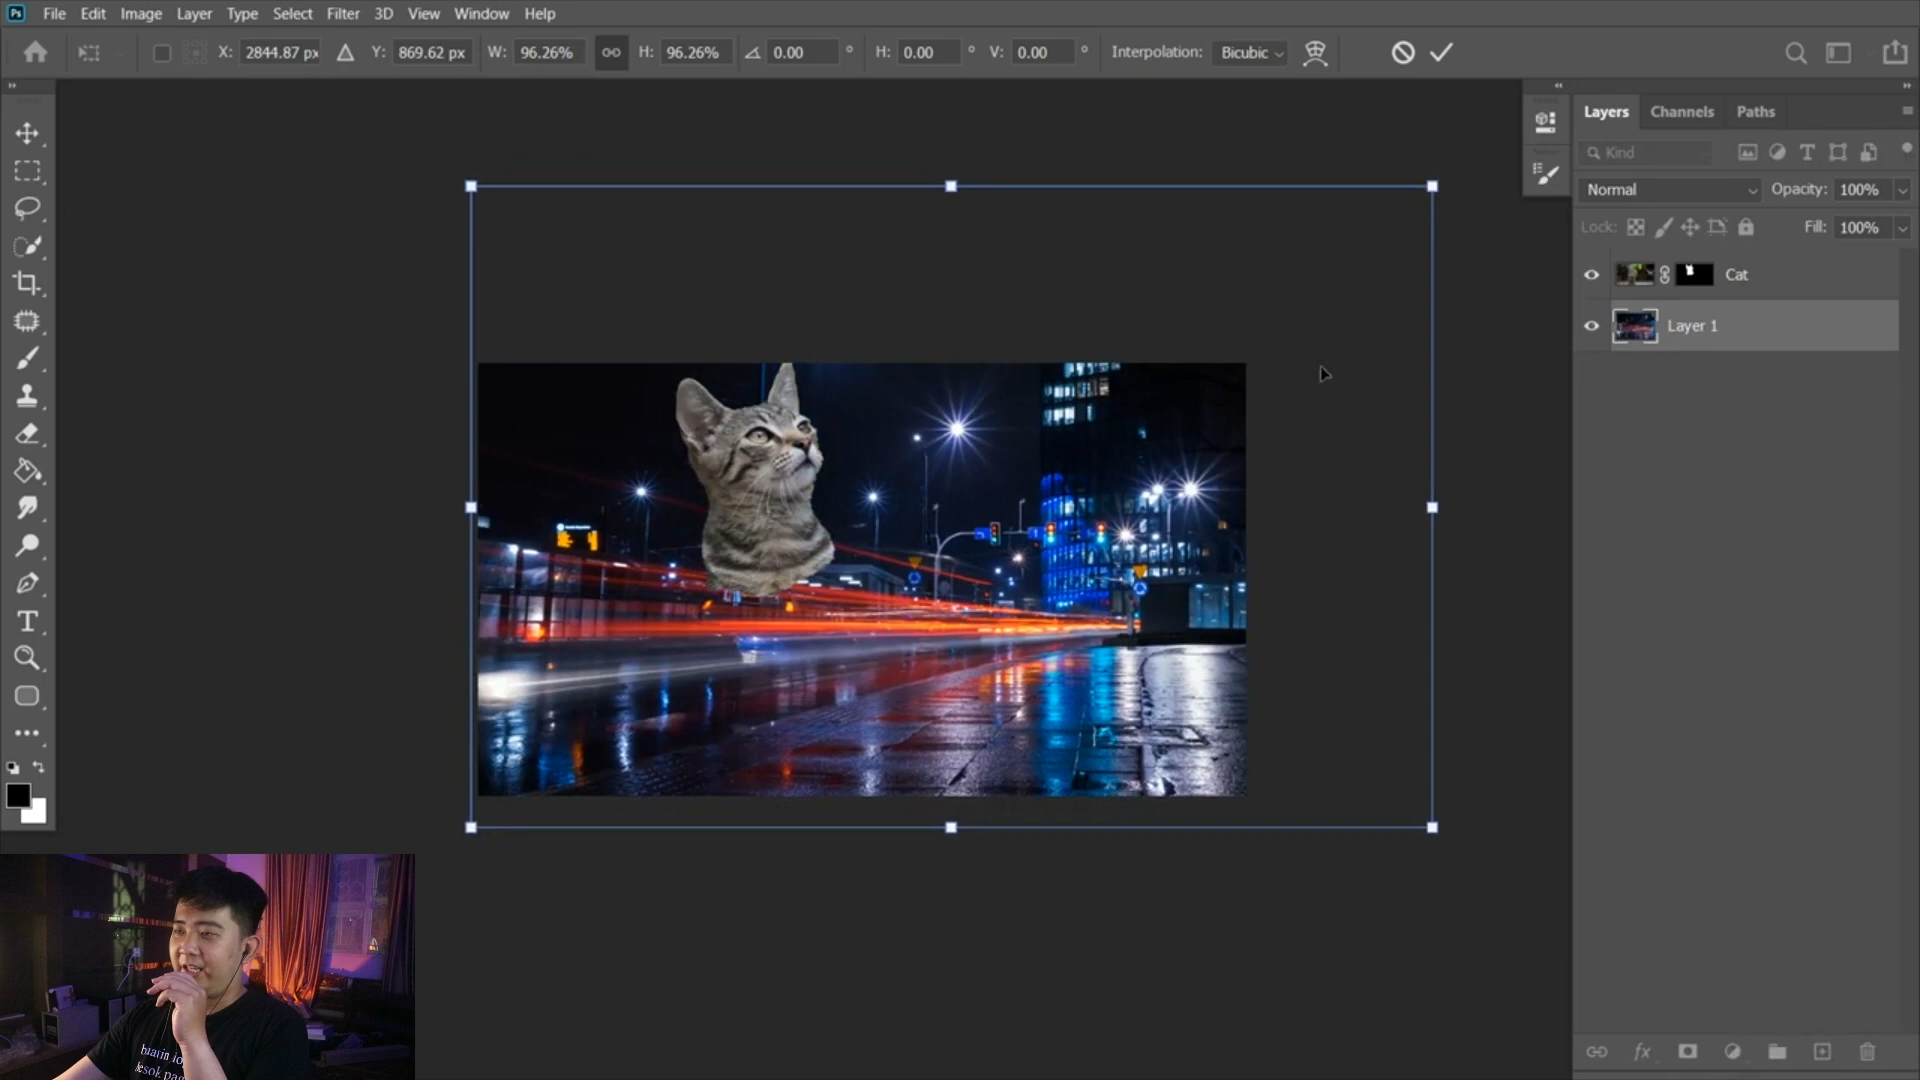 Ps File Edit Image Layer Type Select Filter 3D View Window Help
X: 2844.87 px Y: 869.62 px W: 96.26% H: 96.26% 0.00 ° H: 0.00 ° V: 0.00 ° Interpolation: Bicubic
Layers Channels Paths
Kind
Normal Opacity: 100%
Lock: Fill: 100%
Cat
Layer 1
fx